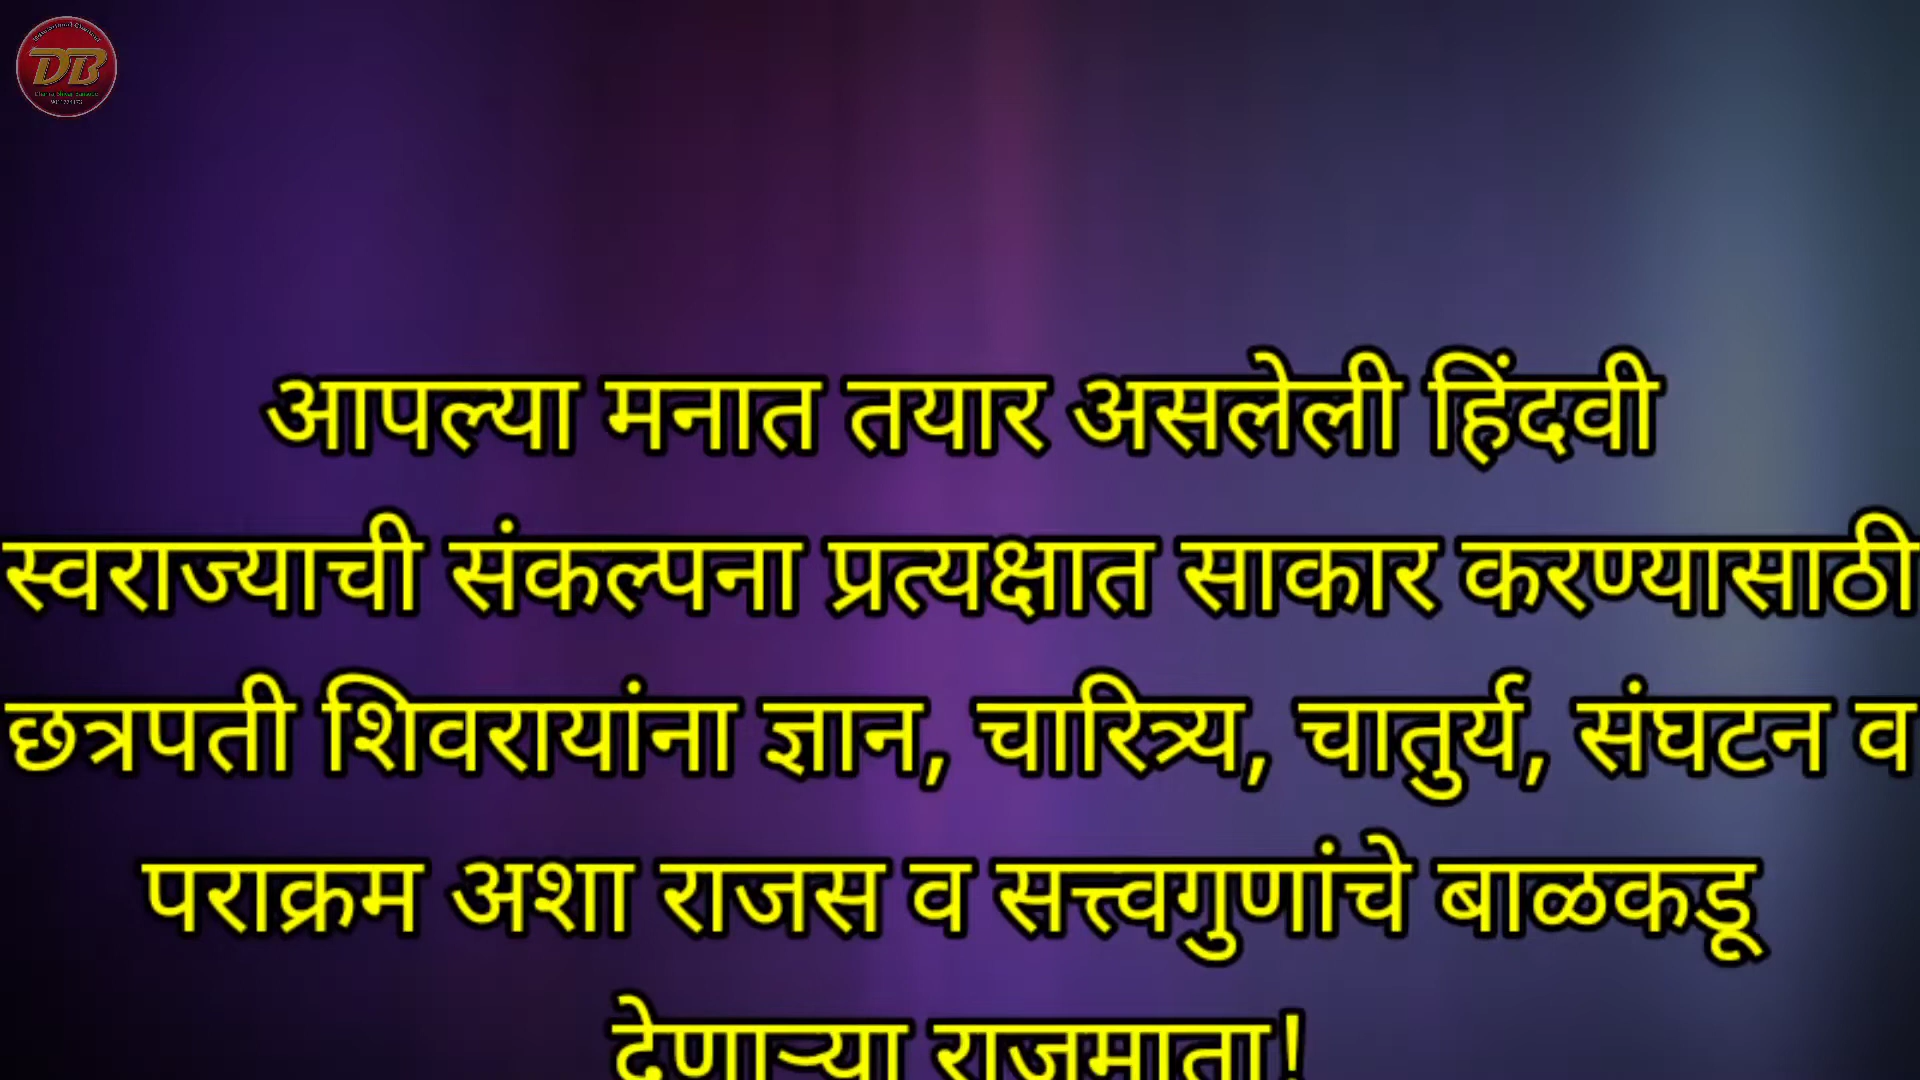 DB
आपल्या मनात तयार असलेली हिंदवी
स्वराज्याची संकल्पना प्रत्यक्षात साकार करण्यासाठी
छत्रपती शिवरायांना ज्ञान, चारित्र्य, चातुर्य, संघटन व
पराक्रम अशा राजस व सत्त्वगुणांचे बाळकडू
देणाऱ्या राजमाता!